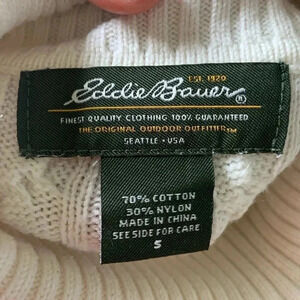 EST. 1920
Eddie Bauer®
FINEST QUALITY CLOTHING 100% GUARANTEED
THE ORIGINAL OUTDOOR OUTFITTER™
SEATTLE • USA
70% COTTON
30% NYLON
MADE IN CHINA
SEE SIDE FOR CARE
S